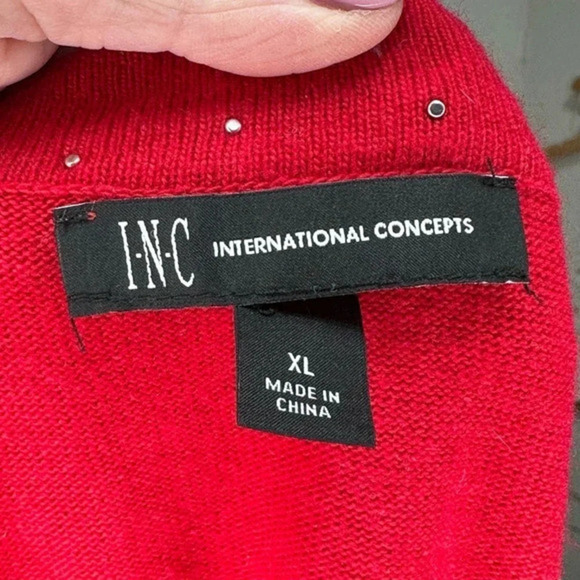 I·N·C INTERNATIONAL CONCEPTS
XL
MADE IN
CHINA